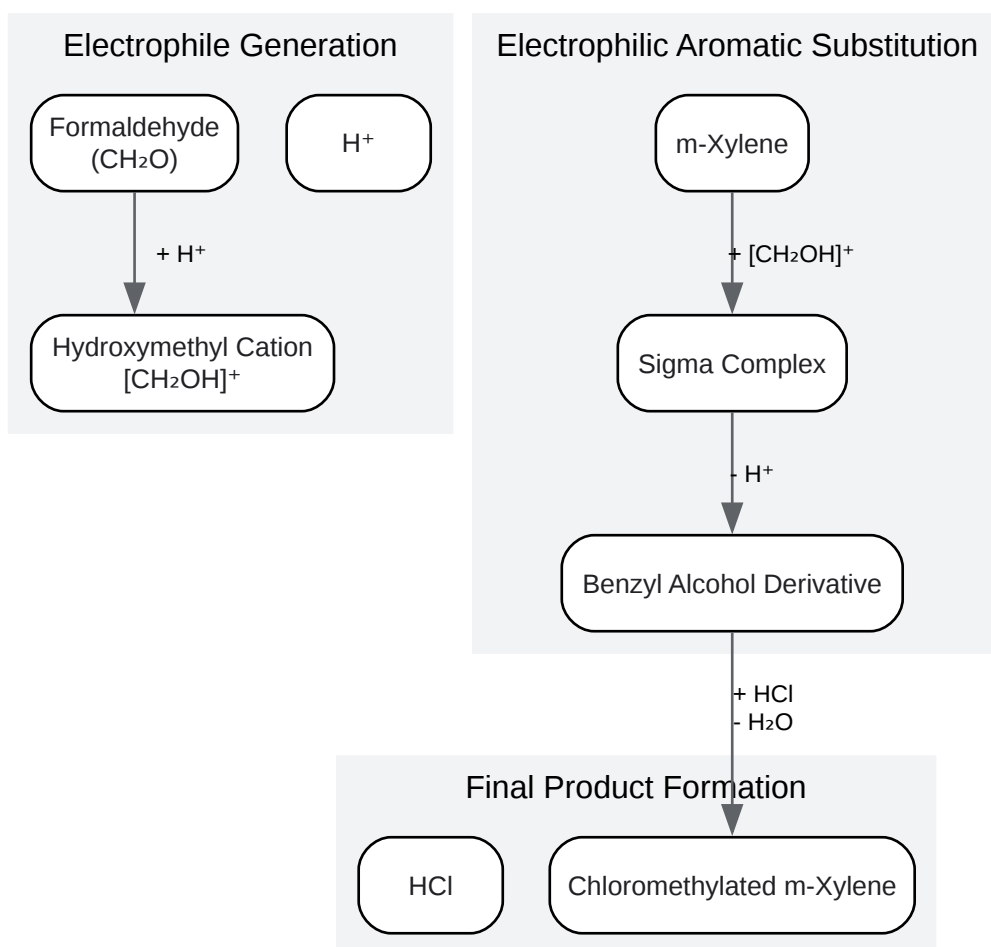 Electrophile Generation
Formaldehyde
(CH₂O)
H⁺
+ H⁺
Hydroxymethyl Cation
[CH₂OH]⁺
Electrophilic Aromatic Substitution
m-Xylene
+ [CH₂OH]⁺
Sigma Complex
- H⁺
Benzyl Alcohol Derivative
+ HCl
- H₂O
Final Product Formation
HCl
Chloromethylated m-Xylene